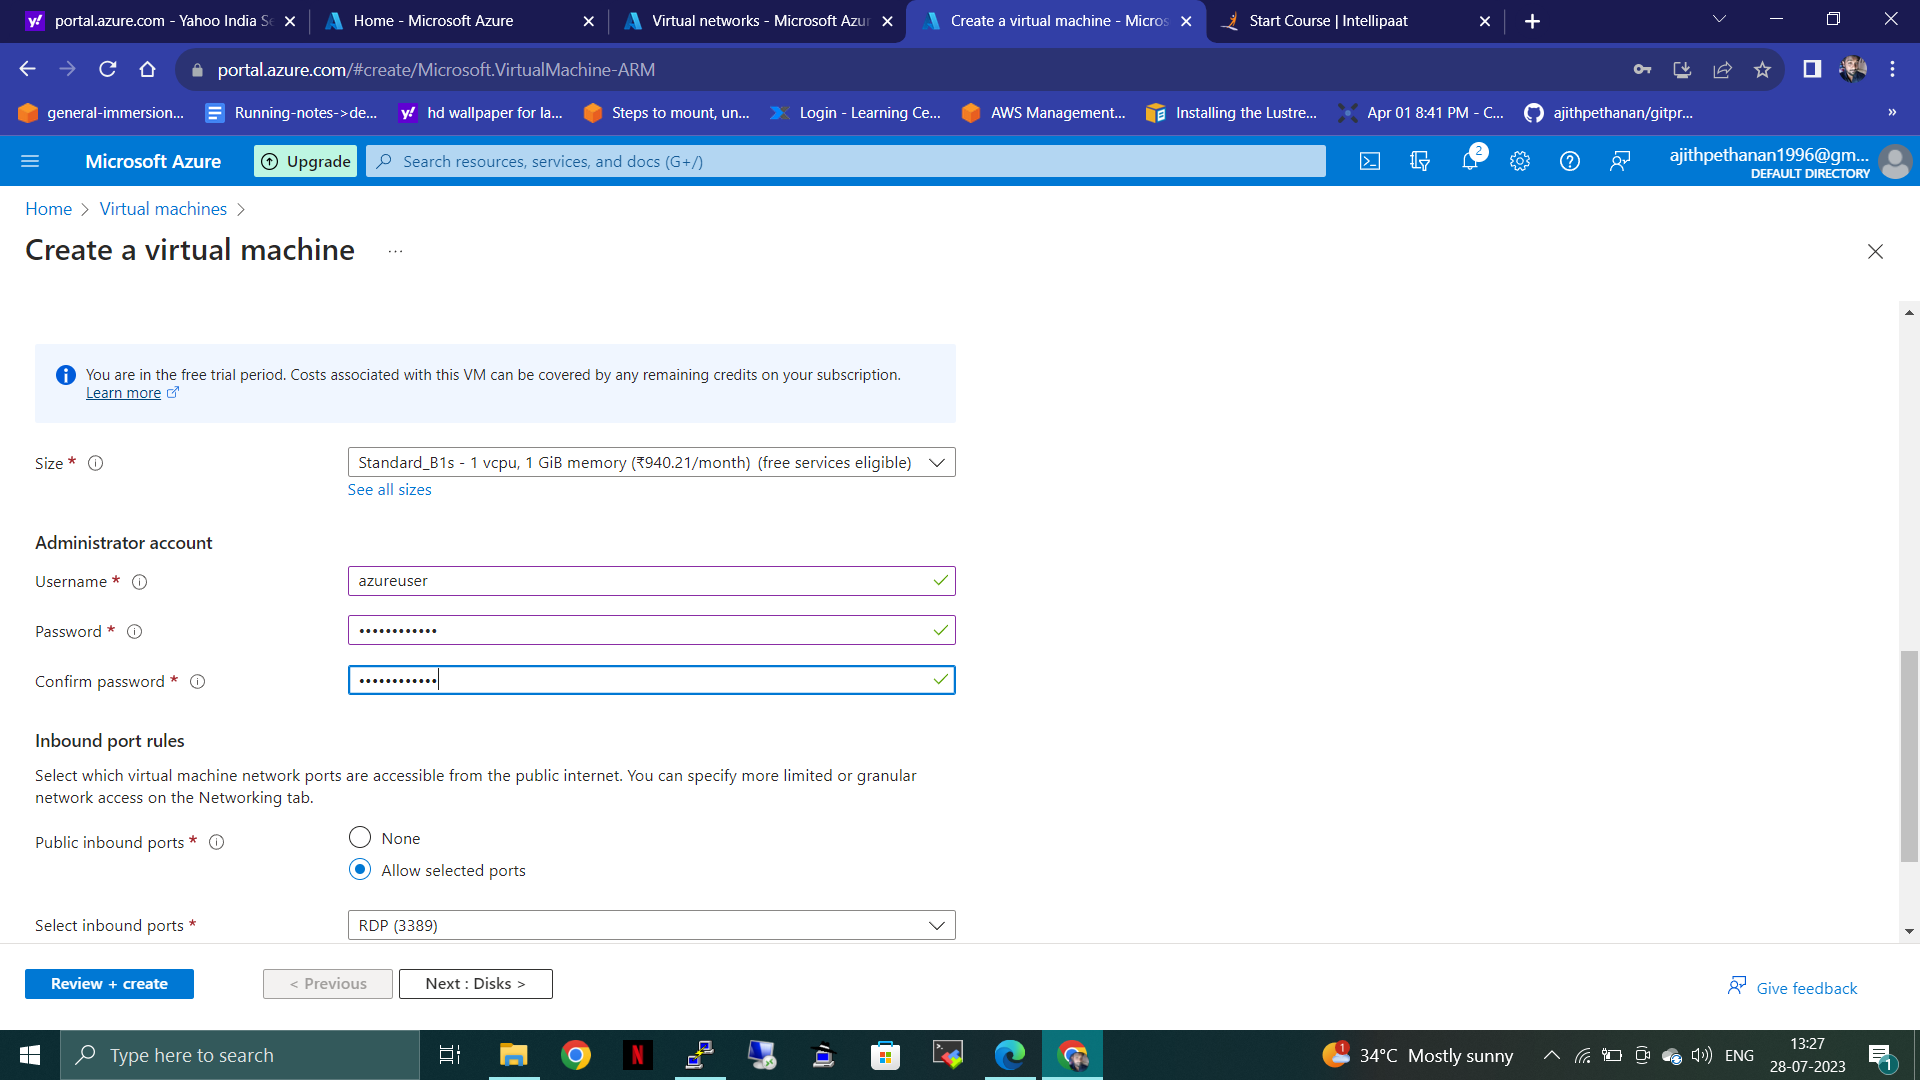 portal.azure.com - Yahoo India Se
Home - Microsoft Azure
Virtual networks - Microsoft Azur
Create a virtual machine - Micros
Start Course | Intellipaat
portal.azure.com/#create/Microsoft.VirtualMachine-ARM
general-immersion...
Running-notes->de...
hd wallpaper for la...
Steps to mount, un...
Login - Learning Ce...
AWS Management...
Installing the Lustre...
Apr 01 8:41 PM - C...
ajithpethanan/gitpr...
»
Microsoft Azure
Upgrade
Search resources, services, and docs (G+/)
2
ajithpethanan1996@gm...
DEFAULT DIRECTORY
Home > Virtual machines >
Create a virtual machine ...
You are in the free trial period. Costs associated with this VM can be covered by any remaining credits on your subscription.
Learn more
Size *
Standard_B1s - 1 vcpu, 1 GiB memory (₹940.21/month) (free services eligible)
See all sizes
Administrator account
Username *
azureuser
Password *
••••••••••••
Confirm password *
••••••••••••
Inbound port rules
Select which virtual machine network ports are accessible from the public internet. You can specify more limited or granular
network access on the Networking tab.
Public inbound ports *
None
Allow selected ports
Select inbound ports *
RDP (3389)
Review + create
< Previous
Next : Disks >
Give feedback
Type here to search
1
34°C Mostly sunny
ENG
13:27
28-07-2023
1